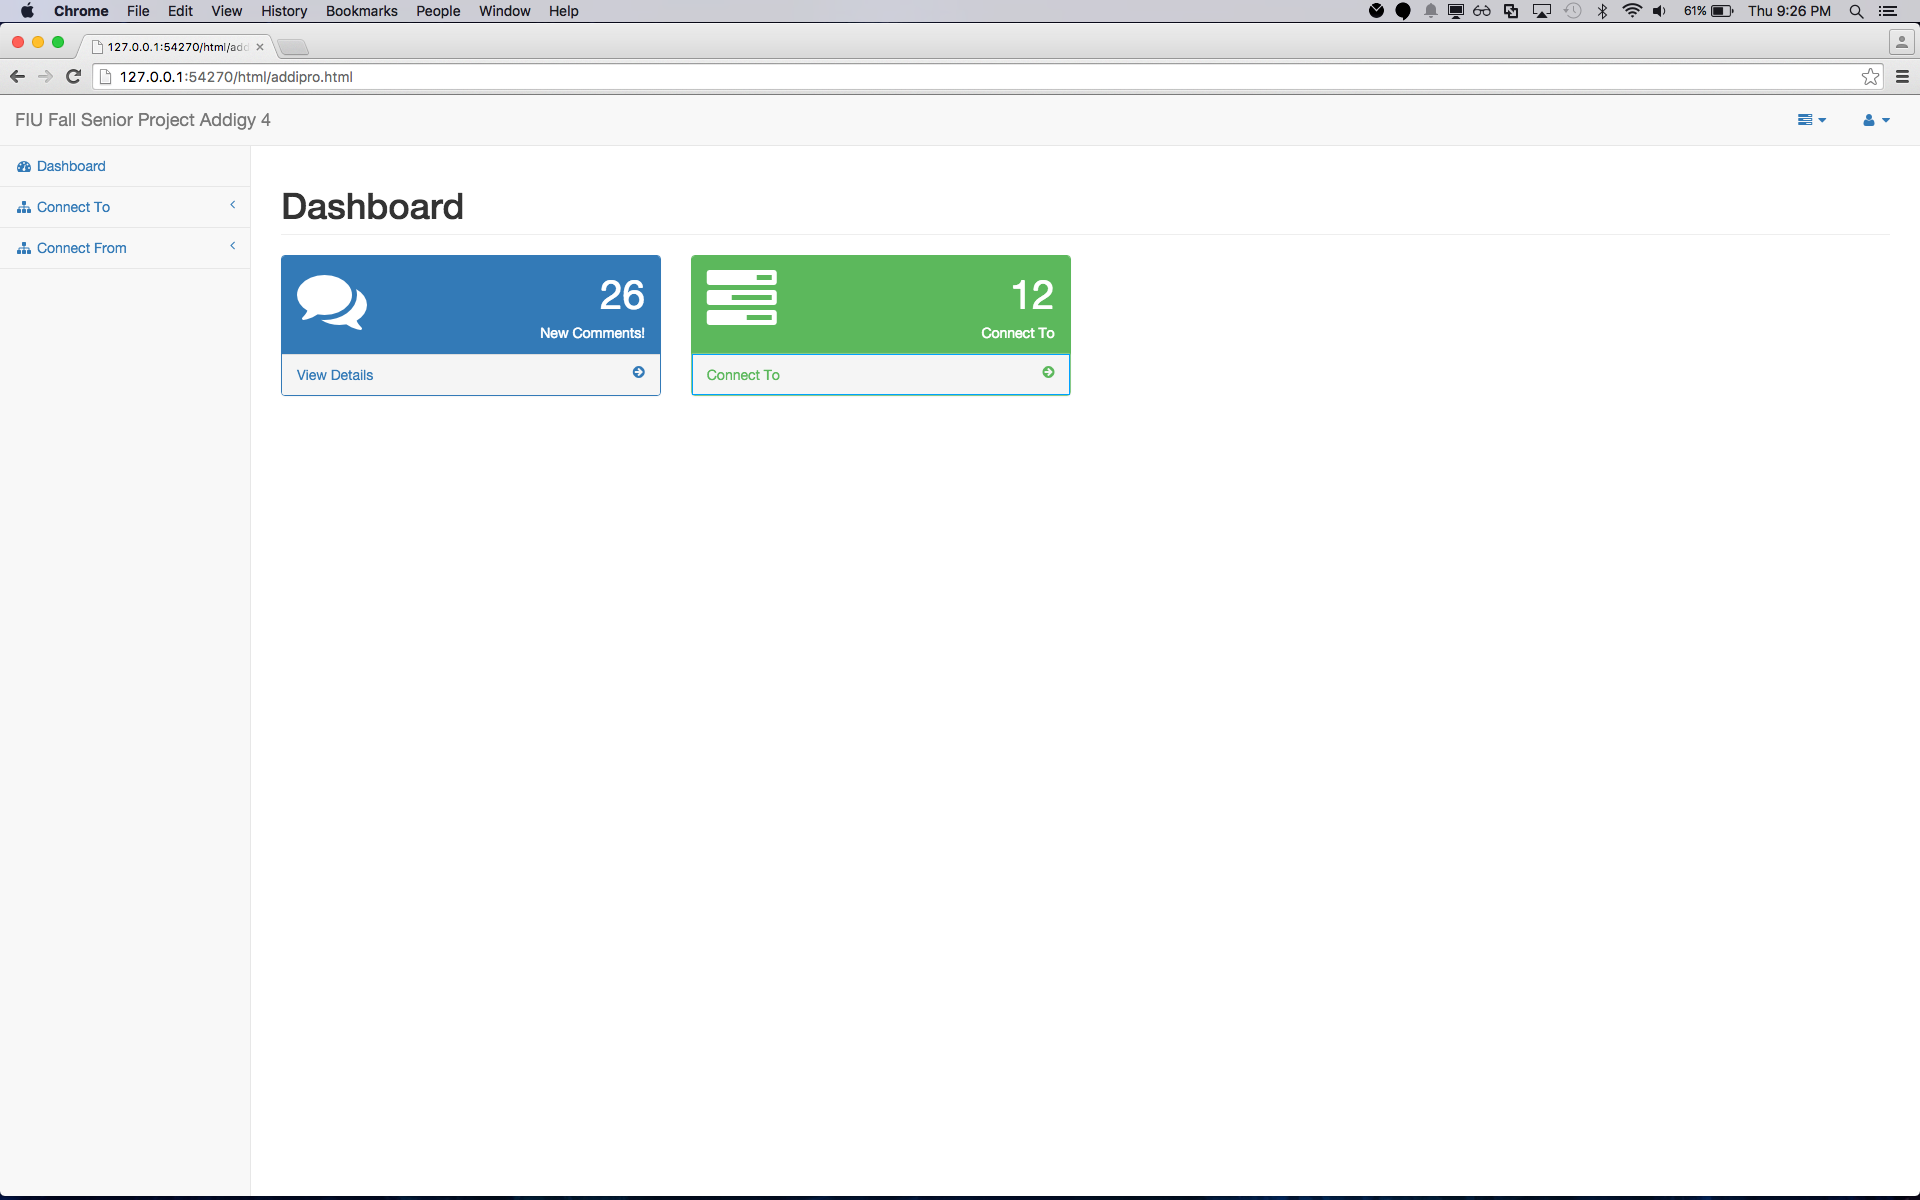 Chrome File Edit View History Bookmarks People Window Help 61% Thu 9:26 PM
127.0.0.1:54270/html/add
127.0.0.1:54270/html/addipro.html
FIU Fall Senior Project Addigy 4
Dashboard
Connect To
Connect From
Dashboard
26
New Comments!
View Details
12
Connect To
Connect To